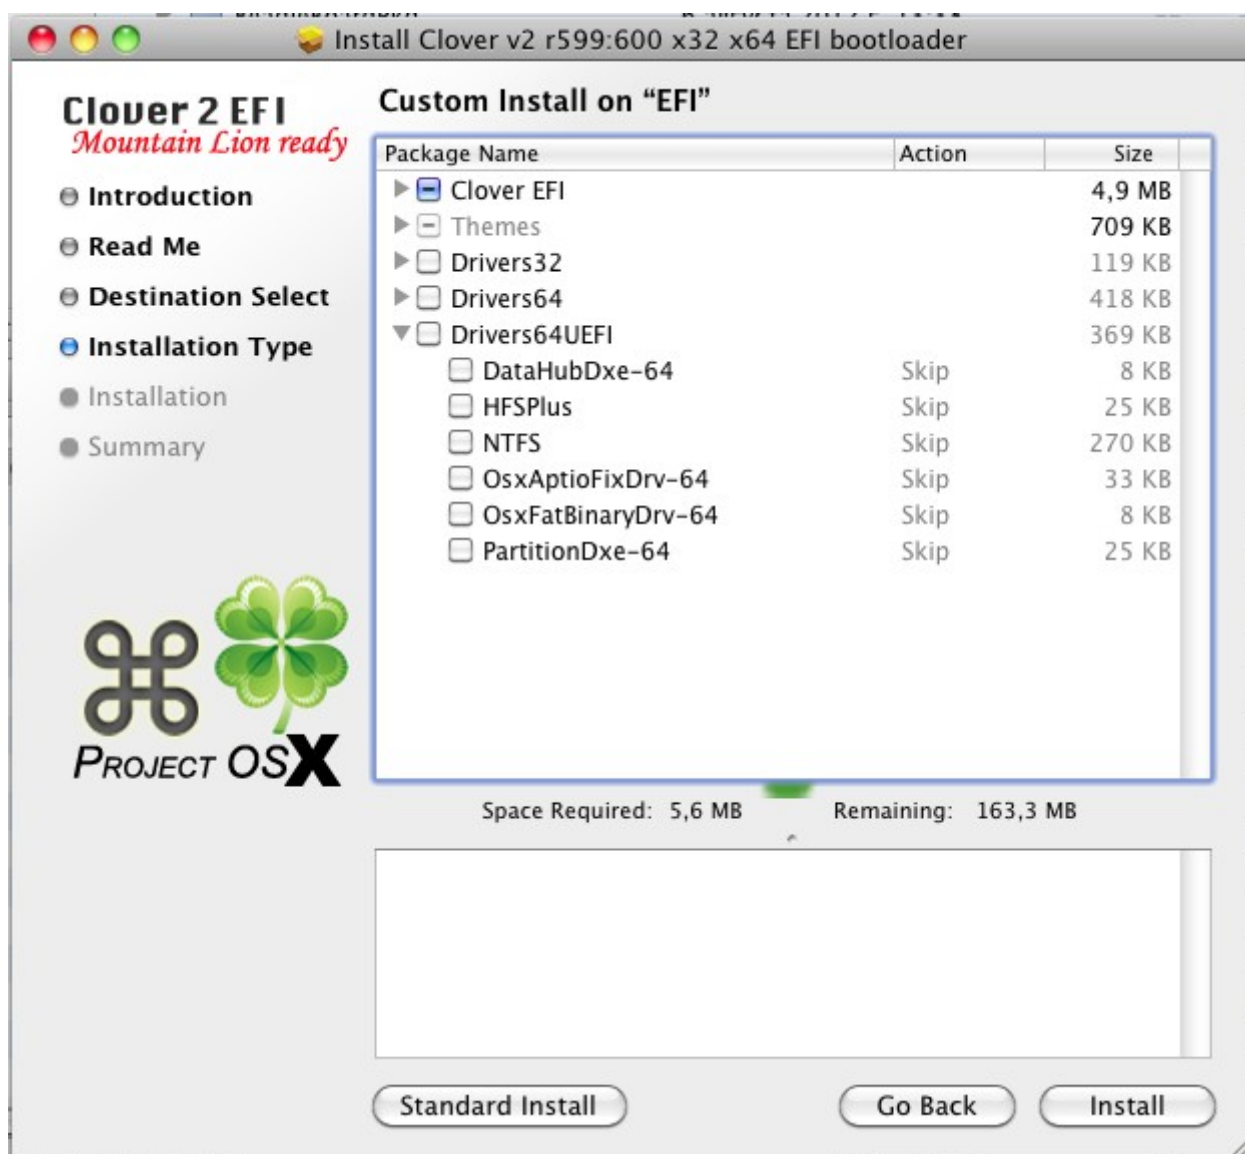 Install Clover v2 r599:600 x32 x64 EFI bootloader
Clover 2 EFI
Mountain Lion ready
Introduction
Read Me
Destination Select
Installation Type
Installation
Summary
PROJECT OSX
Custom Install on “EFI”
Package Name Action Size
Clover EFI 4,9 MB
Themes 709 KB
Drivers32 119 KB
Drivers64 418 KB
Drivers64UEFI 369 KB
DataHubDxe-64 Skip 8 KB
HFSPlus Skip 25 KB
NTFS Skip 270 KB
OsxAptioFixDrv-64 Skip 33 KB
OsxFatBinaryDrv-64 Skip 8 KB
PartitionDxe-64 Skip 25 KB
Space Required: 5,6 MB Remaining: 163,3 MB
Standard Install Go Back Install